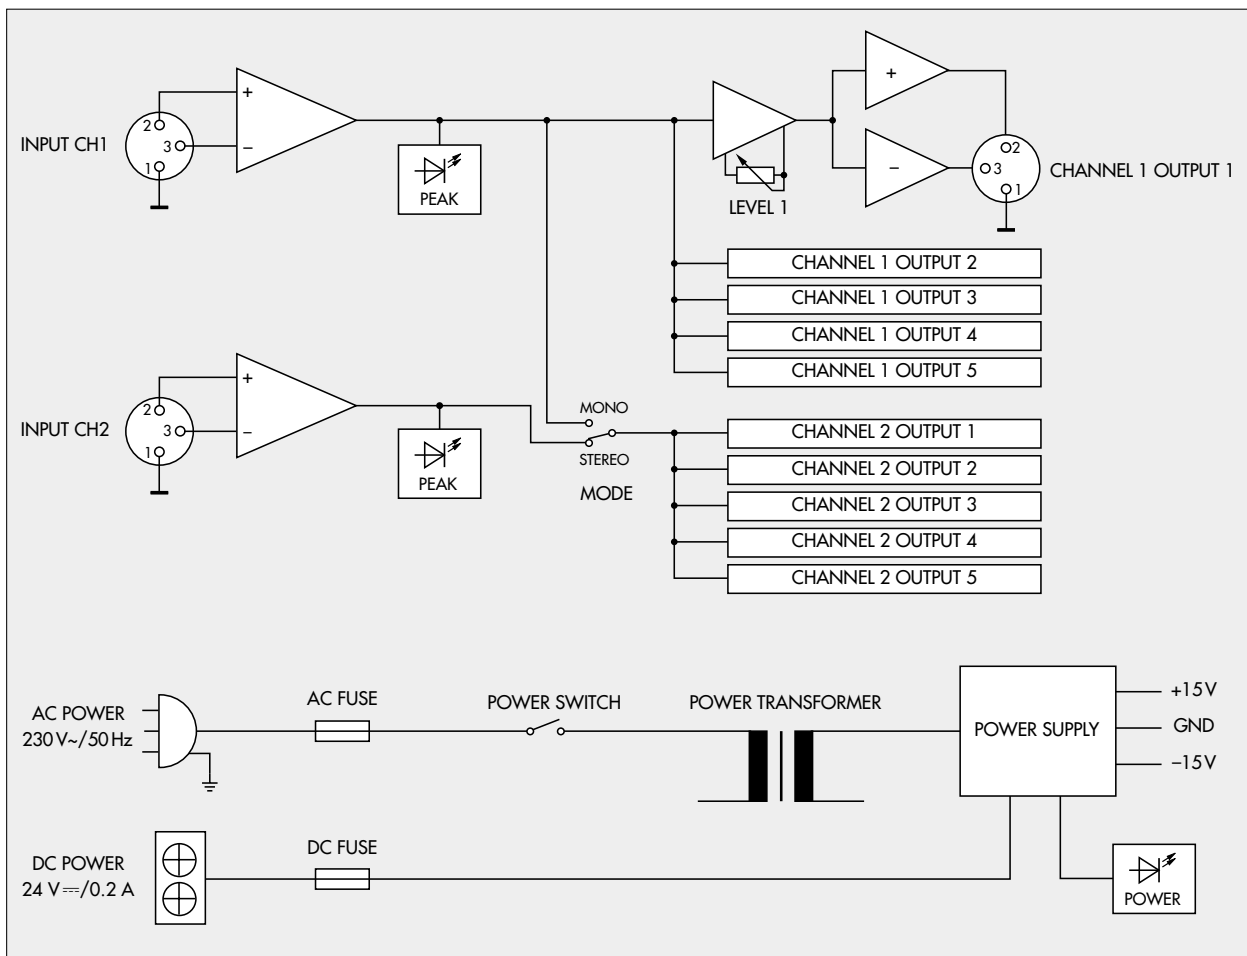 INPUT CH1
2
3
1
+
−
PEAK
LEVEL 1
+
−
2
3
1
CHANNEL 1 OUTPUT 1
CHANNEL 1 OUTPUT 2
CHANNEL 1 OUTPUT 3
CHANNEL 1 OUTPUT 4
CHANNEL 1 OUTPUT 5
INPUT CH2
2
3
1
+
−
PEAK
MONO
STEREO
MODE
CHANNEL 2 OUTPUT 1
CHANNEL 2 OUTPUT 2
CHANNEL 2 OUTPUT 3
CHANNEL 2 OUTPUT 4
CHANNEL 2 OUTPUT 5
AC POWER
230 V~/50 Hz
AC FUSE
POWER SWITCH
POWER TRANSFORMER
POWER SUPPLY
+15 V
GND
−15 V
DC POWER
24 V⎓/0.2 A
DC FUSE
POWER